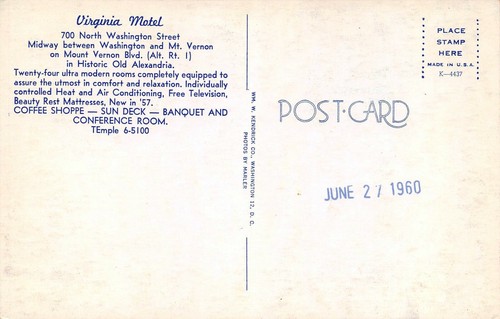 Virginia Motel
700 North Washington Street
Midway between Washington and Mt. Vernon
on Mount Vernon Blvd. (Alt. Rt. 1)
in Historic Old Alexandria.
Twenty-four ultra modern rooms completely equipped to
assure the utmost in comfort and relaxation. Individually
controlled Heat and Air Conditioning, Free Television,
Beauty Rest Mattresses, New in '57.
COFFEE SHOPPE — SUN DECK — BANQUET AND
CONFERENCE ROOM.
TEmple 6-5100
WM. W. KENDRICK CO., WASHINGTON 12, D. C.
PHOTOS BY MARLER
POST-CARD
PLACE
STAMP
HERE
MADE IN U.S.A.
K-4437
JUNE 27 1960